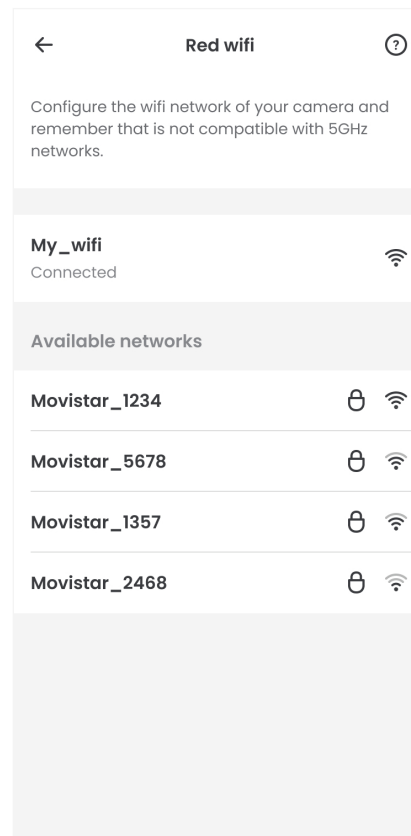 Red wifi
Configure the wifi network of your camera and
remember that is not compatible with 5GHz
networks.
My_wifi
Connected
Available networks
Movistar_1234
Movistar_5678
Movistar_1357
Movistar_2468